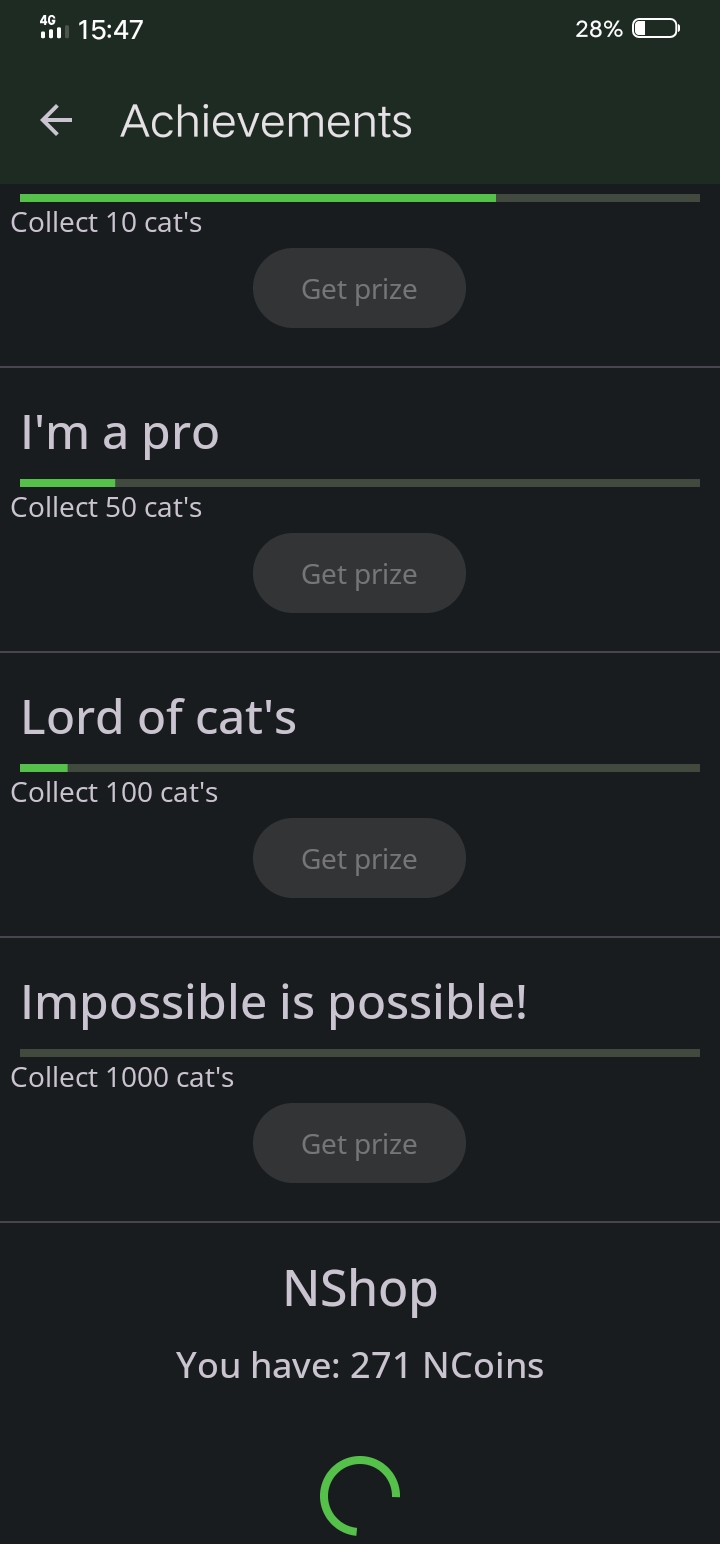 4G 15:47 28%
Achievements
Collect 10 cat's
Get prize
I'm a pro
Collect 50 cat's
Get prize
Lord of cat's
Collect 100 cat's
Get prize
Impossible is possible!
Collect 1000 cat's
Get prize
NShop
You have: 271 NCoins